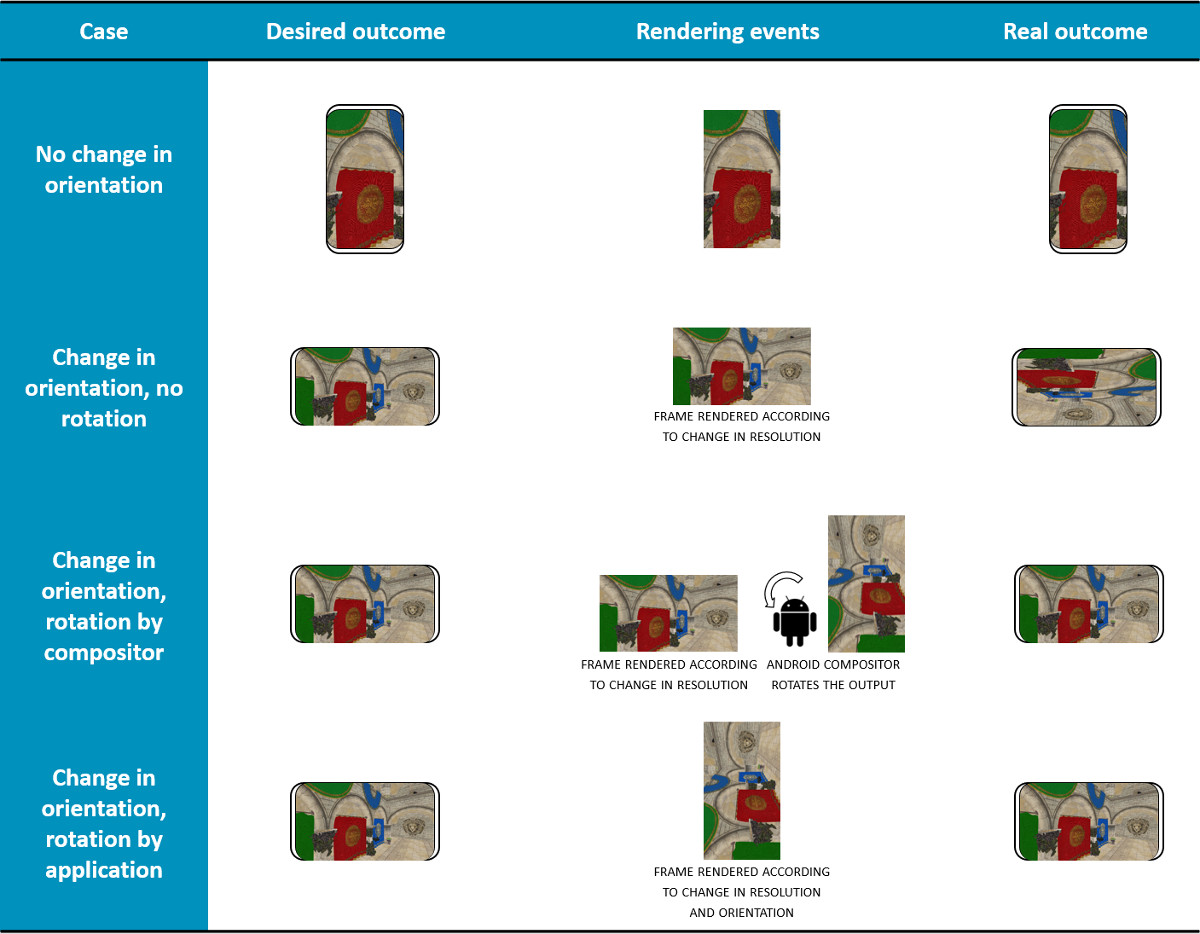 Case
Desired outcome
Rendering events
Real outcome
No change in
orientation
Change in
orientation, no
rotation
FRAME RENDERED ACCORDING
TO CHANGE IN RESOLUTION
Change in
orientation,
rotation by
compositor
FRAME RENDERED ACCORDING
TO CHANGE IN RESOLUTION
ANDROID COMPOSITOR
ROTATES THE OUTPUT
Change in
orientation,
rotation by
application
FRAME RENDERED ACCORDING
TO CHANGE IN RESOLUTION
AND ORIENTATION